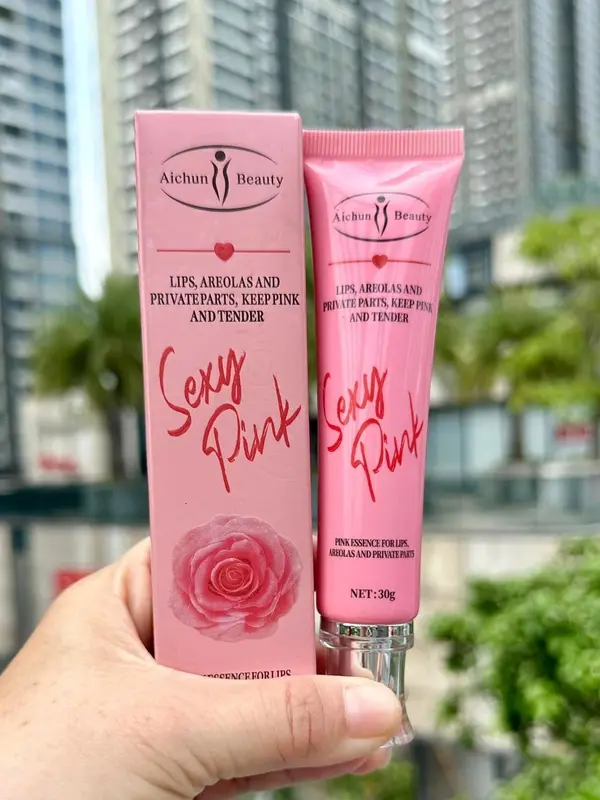 Aichun Beauty
LIPS, AREOLAS AND
PRIVATE PARTS, KEEP PINK
AND TENDER
Sexy
Pink
ESSENCE FOR LIPS
Aichun Beauty
LIPS, AREOLAS AND
PRIVATE PARTS, KEEP PINK
AND TENDER
Sexy
Pink
PINK ESSENCE FOR LIPS,
AREOLAS AND PRIVATE PARTS
NET:30g